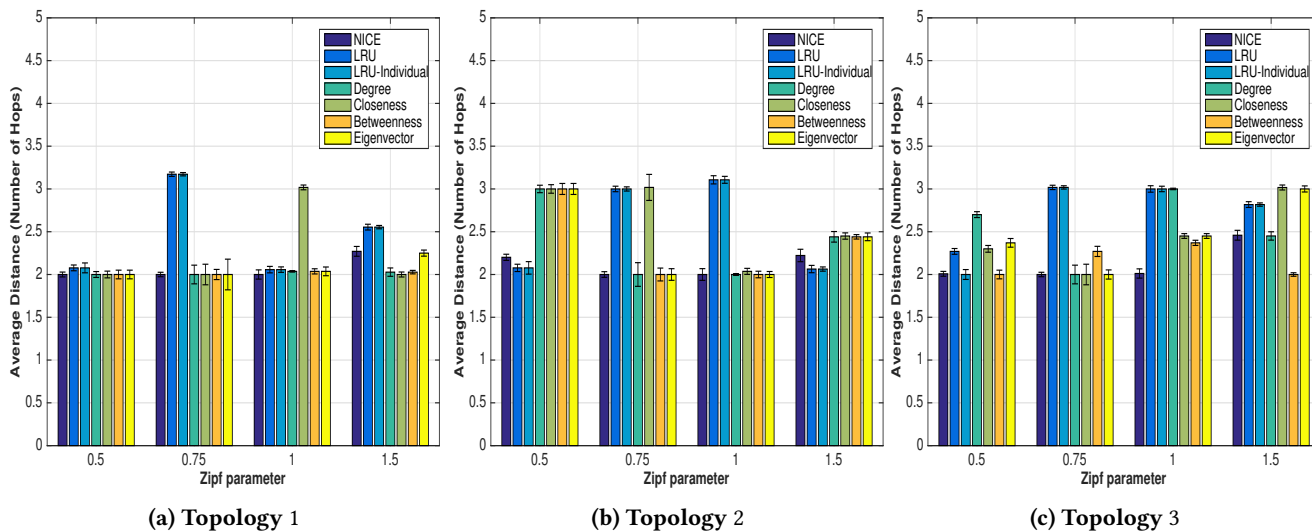 5
4.5
4
3.5
3
2.5
2
1.5
1
0.5
0
Average Distance (Number of Hops)
NICE
LRU
LRU-Individual
Degree
Closeness
Betweenness
Eigenvector
0.5 0.75 1 1.5
Zipf parameter
(a) Topology 1
5
4.5
4
3.5
3
2.5
2
1.5
1
0.5
0
Average Distance (Number of Hops)
NICE
LRU
LRU-Individual
Degree
Closeness
Betweenness
Eigenvector
0.5 0.75 1 1.5
Zipf parameter
(b) Topology 2
5
4.5
4
3.5
3
2.5
2
1.5
1
0.5
0
Average Distance (Number of Hops)
NICE
LRU
LRU-Individual
Degree
Closeness
Betweenness
Eigenvector
0.5 0.75 1 1.5
Zipf parameter
(c) Topology 3